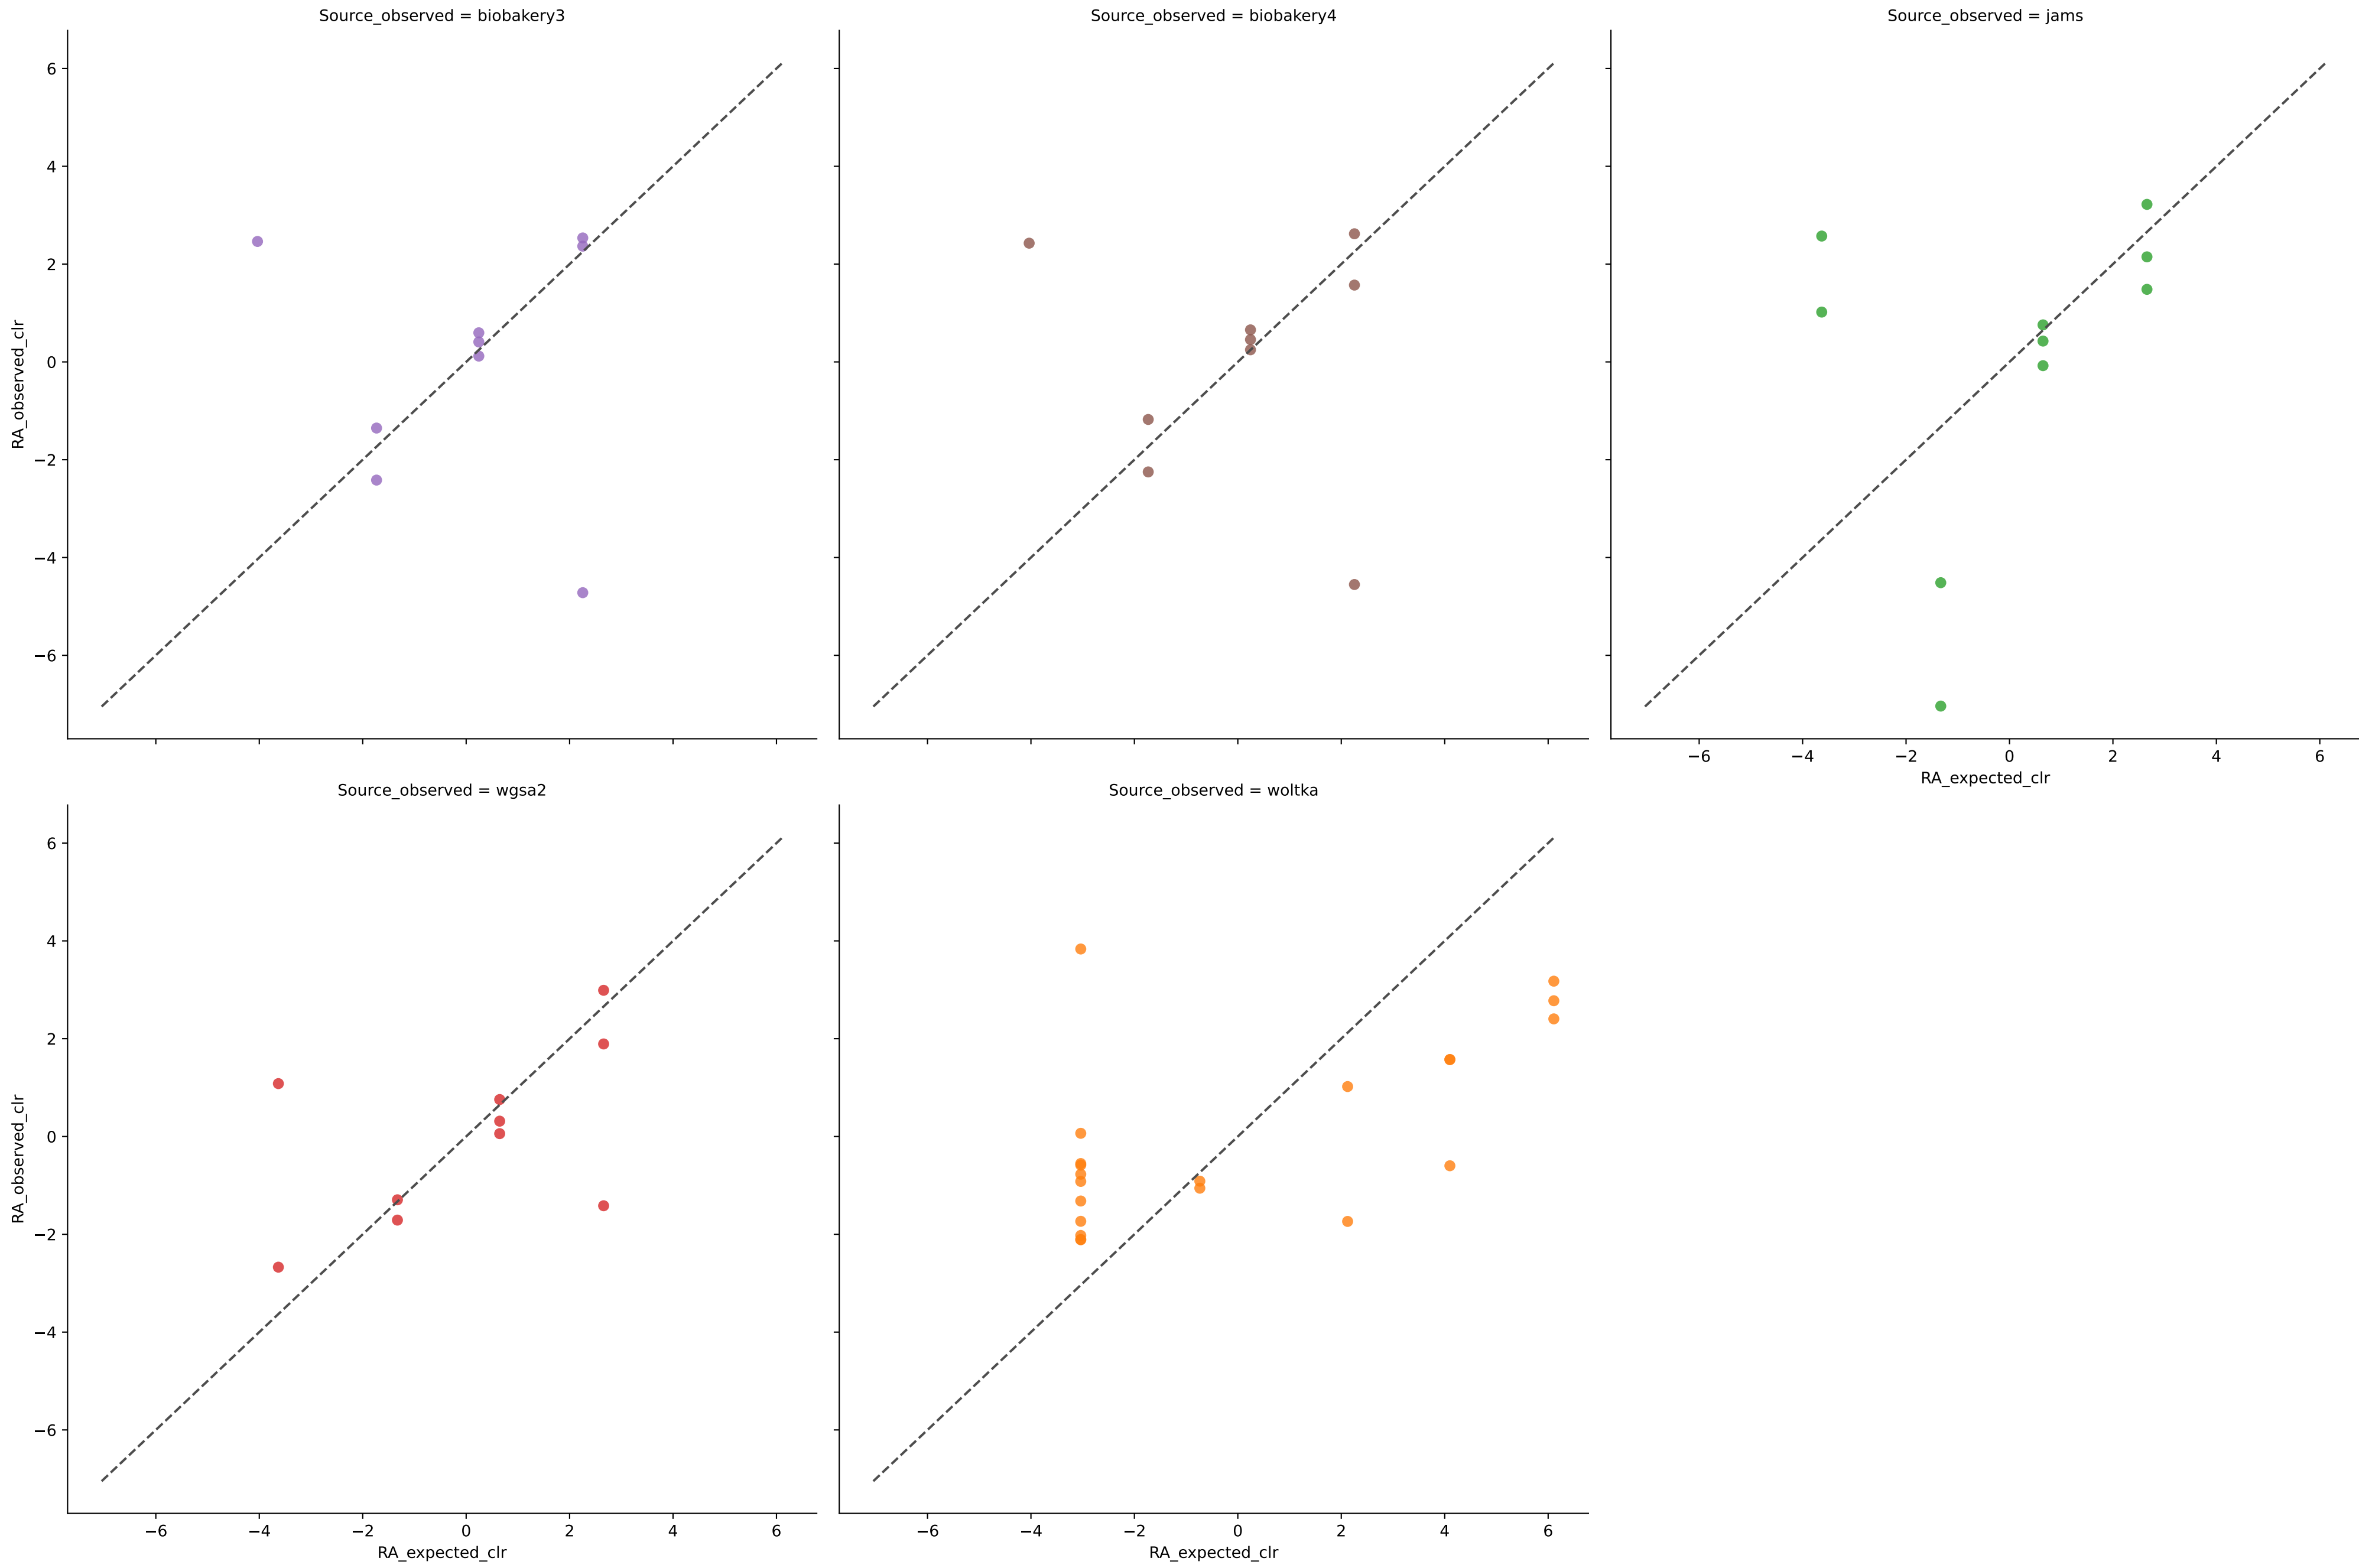 Source_observed = biobakery3
Source_observed = biobakery4
Source_observed = jams
6
4
2
0
−2
−4
−6
RA_observed_clr
−6 −4 −2 0 2 4 6
RA_expected_clr
Source_observed = wgsa2
Source_observed = woltka
6
4
2
0
−2
−4
−6
RA_observed_clr
−6 −4 −2 0 2 4 6
−6 −4 −2 0 2 4 6
RA_expected_clr
RA_expected_clr